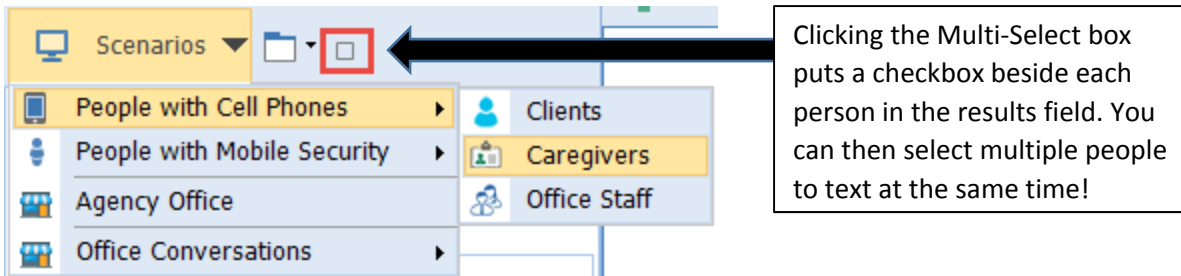 Scenarios
People with Cell Phones
People with Mobile Security
Agency Office
Office Conversations
Clients
Caregivers
Office Staff
Clicking the Multi-Select box
puts a checkbox beside each
person in the results field. You
can then select multiple people
to text at the same time!